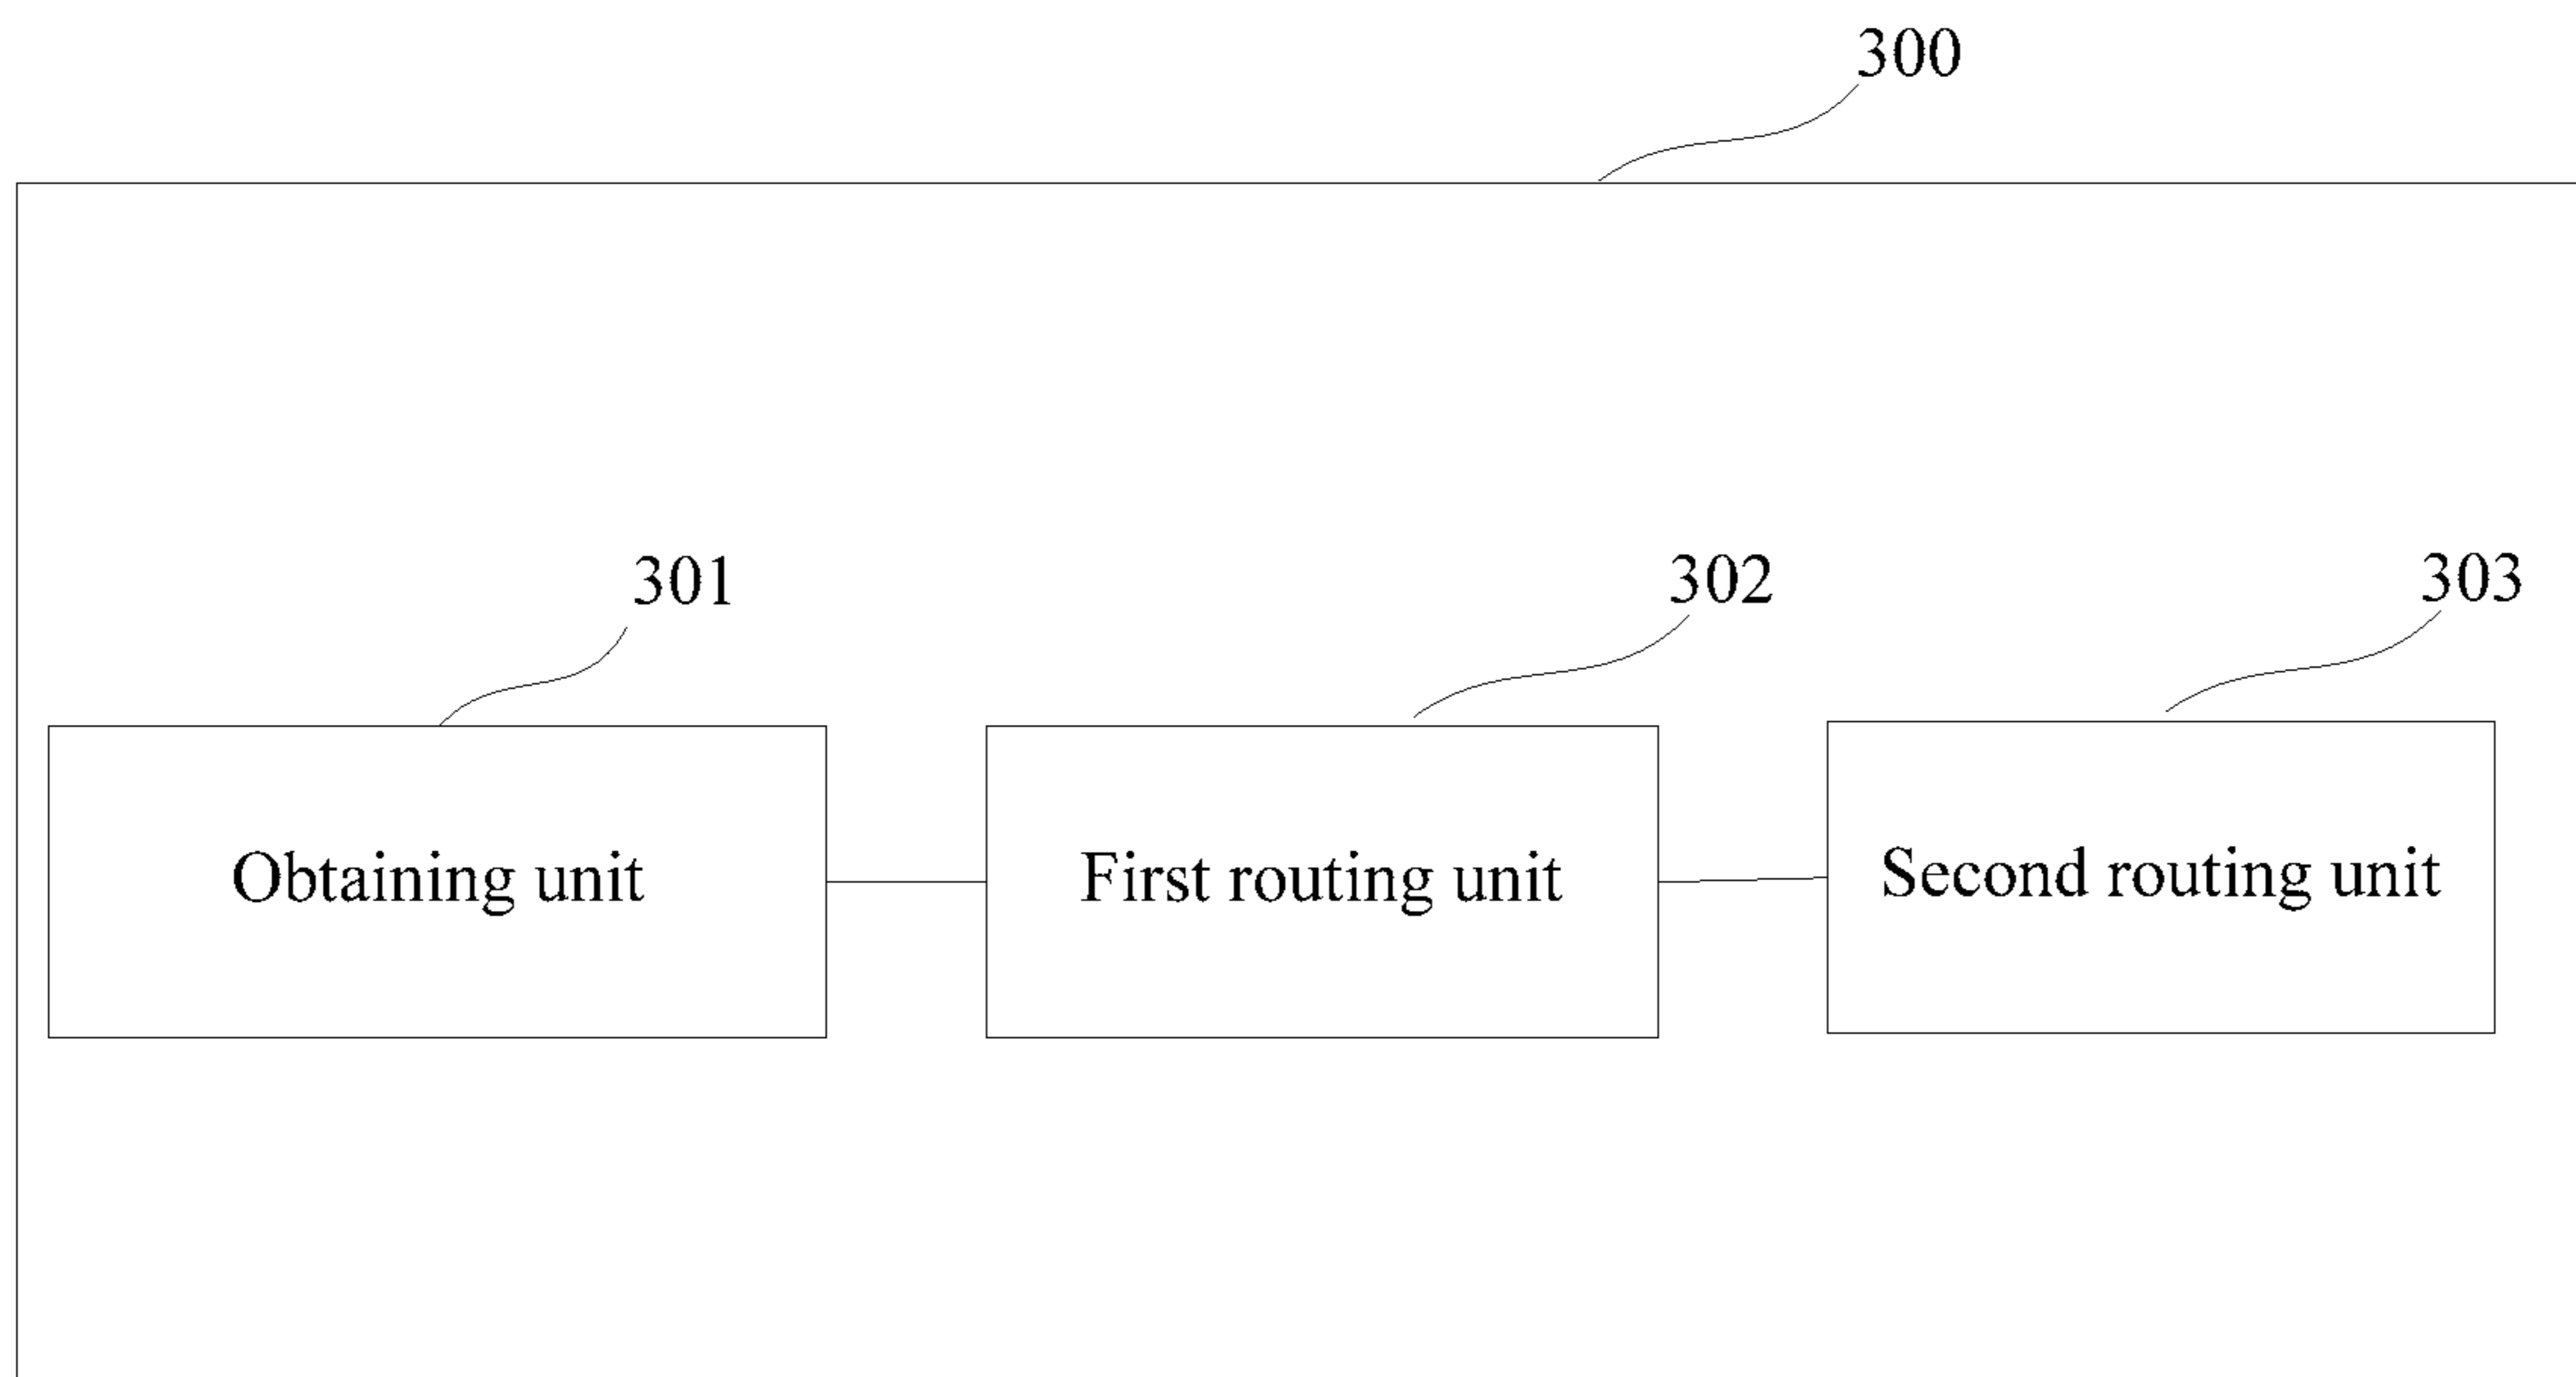 300
301
302
303
Obtaining unit
First routing unit
Second routing unit